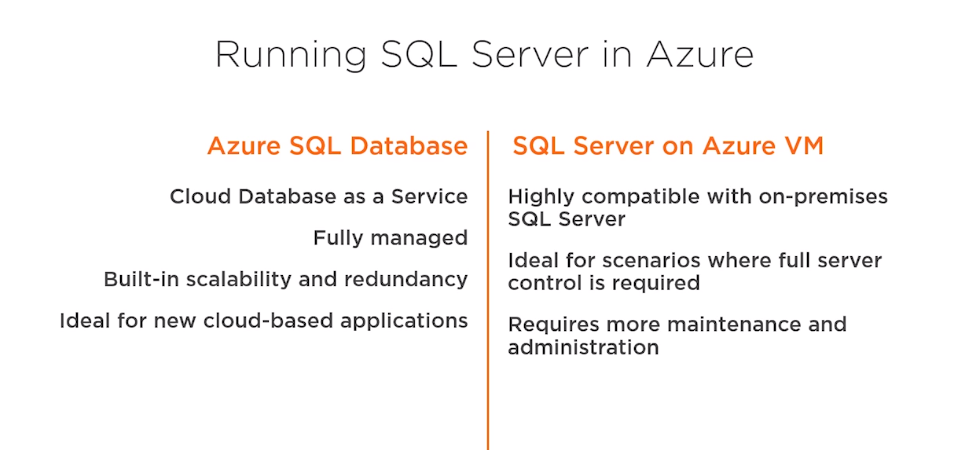 Running SQL Server in Azure
Azure SQL Database
Cloud Database as a Service
Fully managed
Built-in scalability and redundancy
Ideal for new cloud-based applications
SQL Server on Azure VM
Highly compatible with on-premises
SQL Server
Ideal for scenarios where full server
control is required
Requires more maintenance and
administration